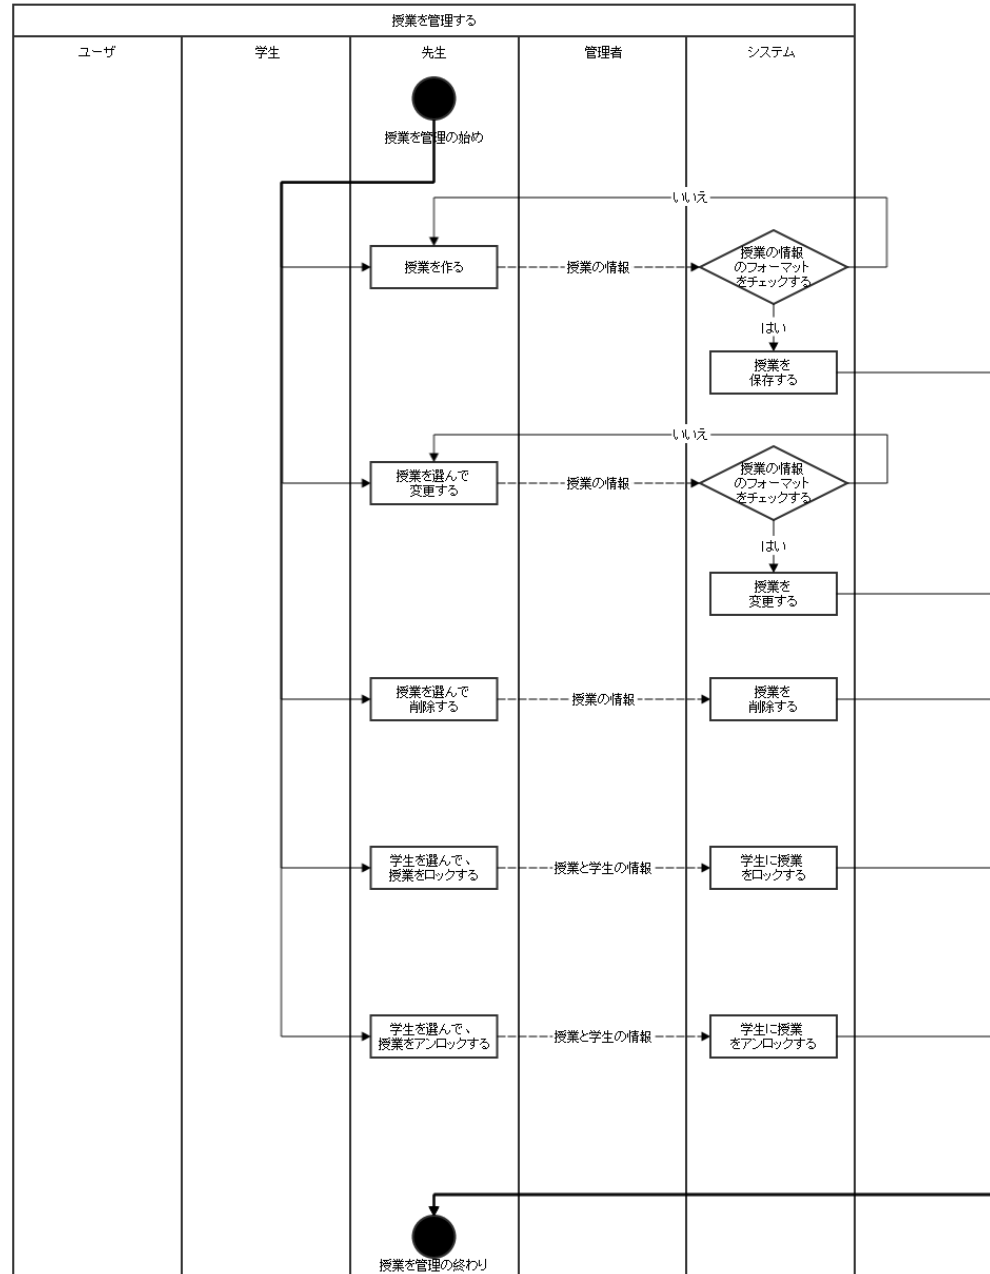 授業を管理する
ユーザ
学生
先生
管理者
システム
授業を管理の始め
いいえ
授業を作る
授業の情報
授業の情報
のフォーマット
をチェックする
はい
授業を
保存する
いいえ
授業を選んで
変更する
授業の情報
授業の情報
のフォーマット
をチェックする
はい
授業を
変更する
授業を選んで
削除する
授業の情報
授業を
削除する
学生を選んで、
授業をロックする
授業と学生の情報
学生に授業
をロックする
学生を選んで、
授業をアンロックする
授業と学生の情報
学生に授業
をアンロックする
授業を管理の終わり